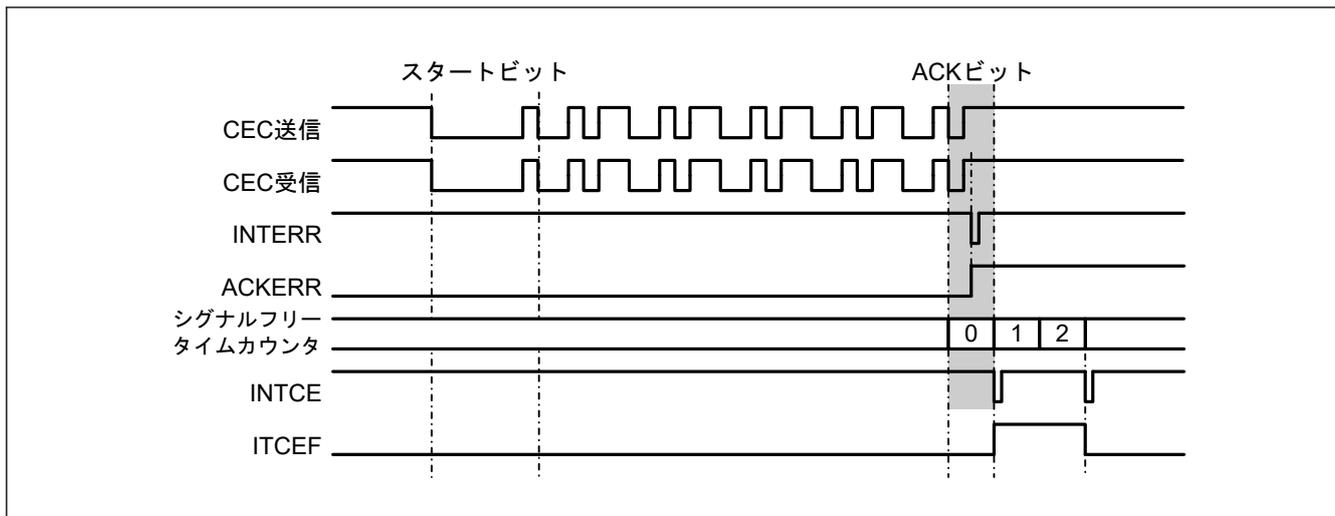 スタートビット
ACKビット
CEC送信
CEC受信
INTERR
ACKERR
シグナルフリー
タイムカウンタ
0 1 2
INTCE
ITCEF